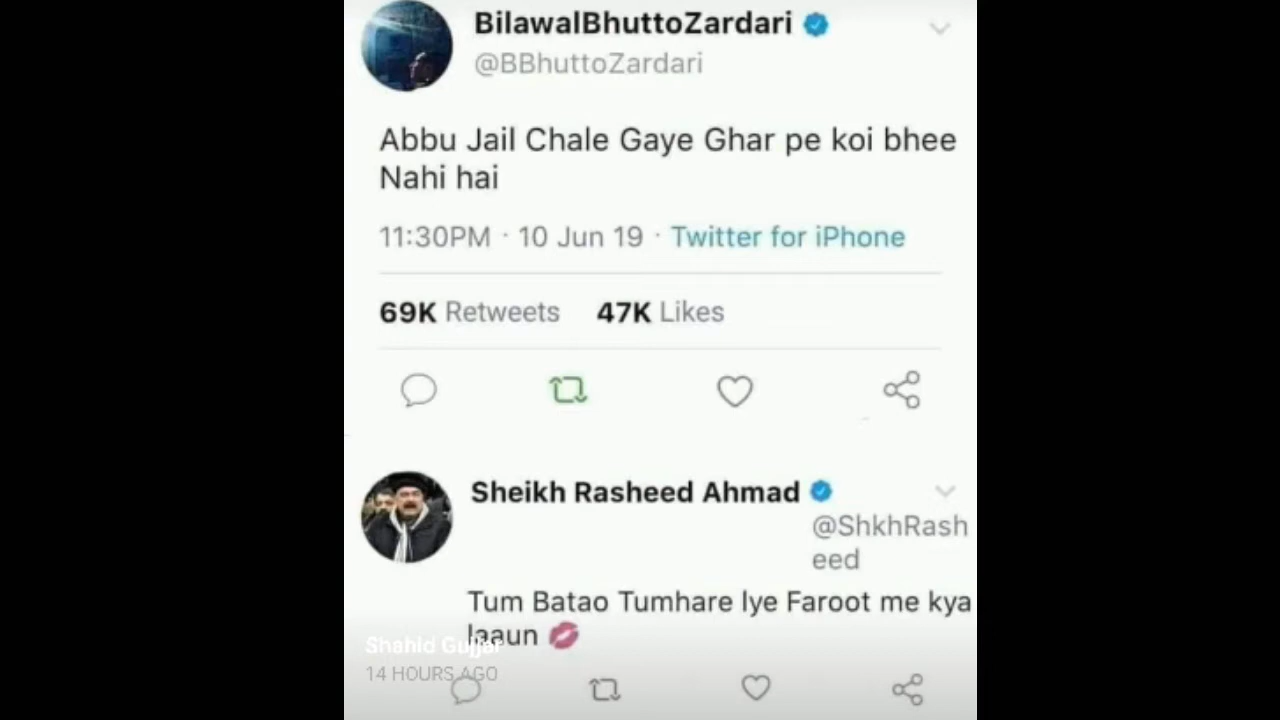 BilawalBhuttoZardari
@BBhuttoZardari
Abbu Jail Chale Gaye Ghar pe koi bhee
Nahi hai
11:30PM · 10 Jun 19 · Twitter for iPhone
69K Retweets 47K Likes
Sheikh Rasheed Ahmad
@ShkhRash
eed
Tum Batao Tumhare lye Faroot me kya
laaun 💋
Shahid Gujjar
14 HOURS AGO